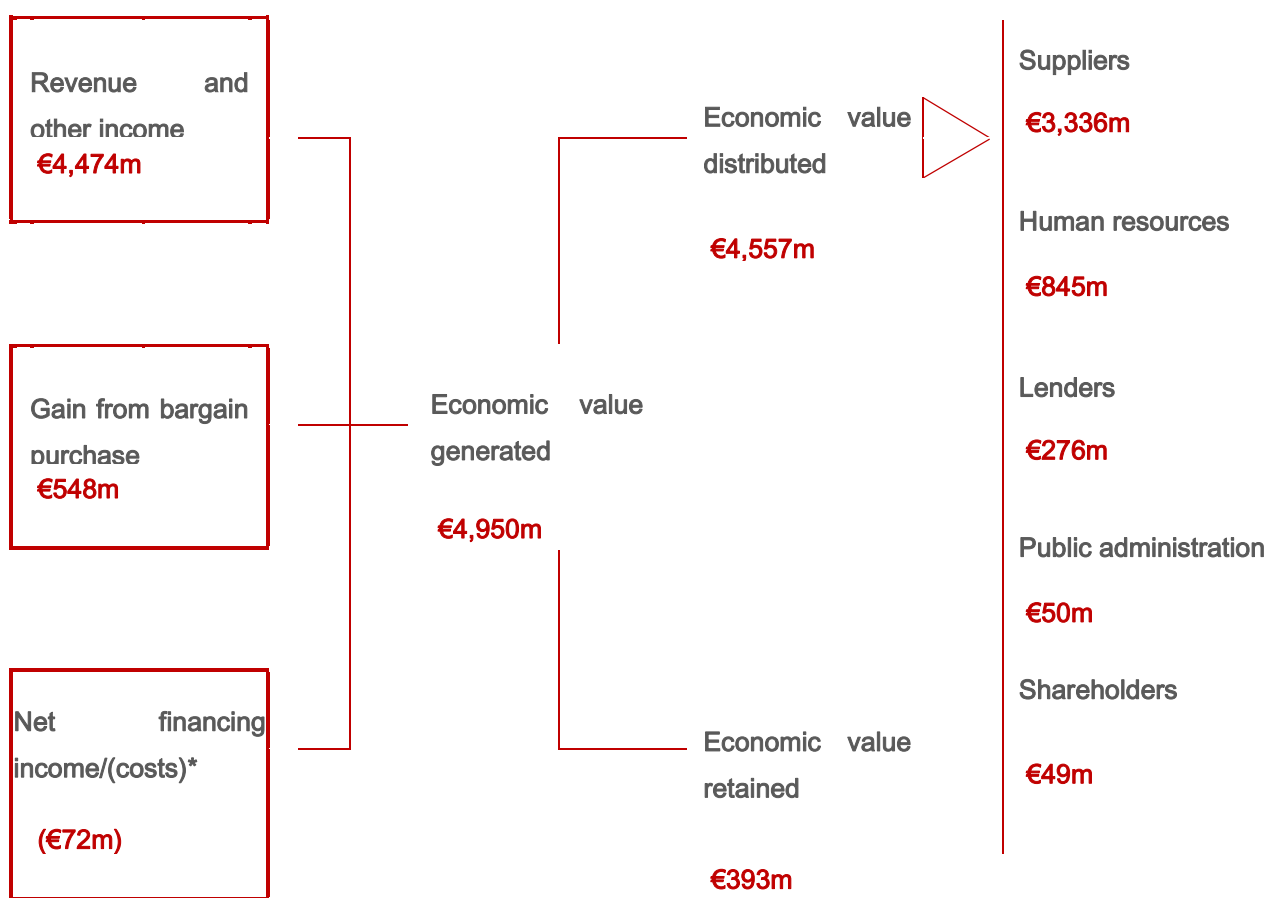 Revenue and
other income
€4,474m
Gain from bargain
purchase
€548m
Net financing
income/(costs)*
(€72m)
Economic value
generated
€4,950m
Economic value
distributed
€4,557m
Economic value
retained
€393m
Suppliers
€3,336m
Human resources
€845m
Lenders
€276m
Public administration
€50m
Shareholders
€49m